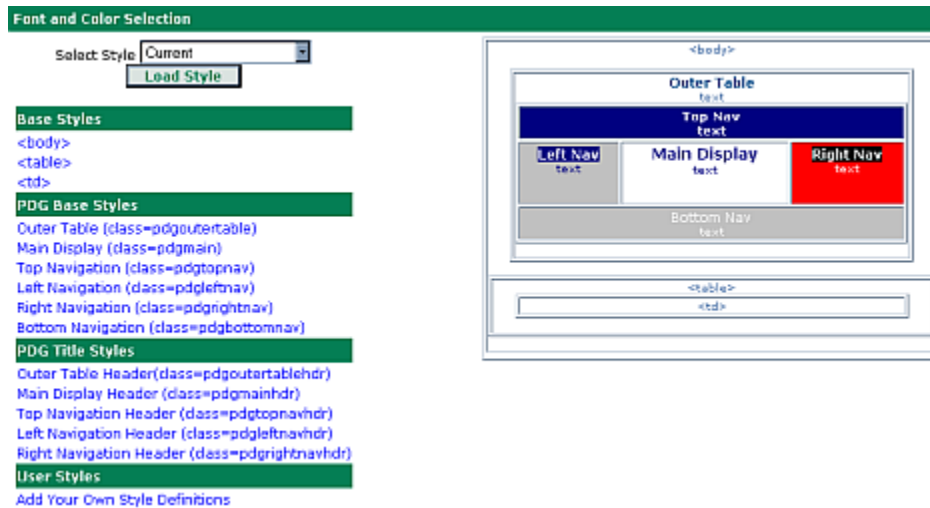 Font and Color Selection
Select Style Current
Load Style
Base Styles
<body>
<table>
<td>
PDG Base Styles
Outer Table (class=pdgoutertable)
Main Display (class=pdgmain)
Top Navigation (class=pdgtopnav)
Left Navigation (class=pdgleftnav)
Right Navigation (class=pdgrightnav)
Bottom Navigation (class=pdgbottomnav)
PDG Title Styles
Outer Table Header(class=pdgoutertablehdr)
Main Display Header (class=pdgmainhdr)
Top Navigation Header (class=pdgtopnavhdr)
Left Navigation Header (class=pdgleftnavhdr)
Right Navigation Header (class=pdgrightnavhdr)
User Styles
Add Your Own Style Definitions
<body>
Outer Table
text
Top Nav
text
Left Nav
text
Main Display
text
Right Nav
text
Bottom Nav
text
<table>
<td>